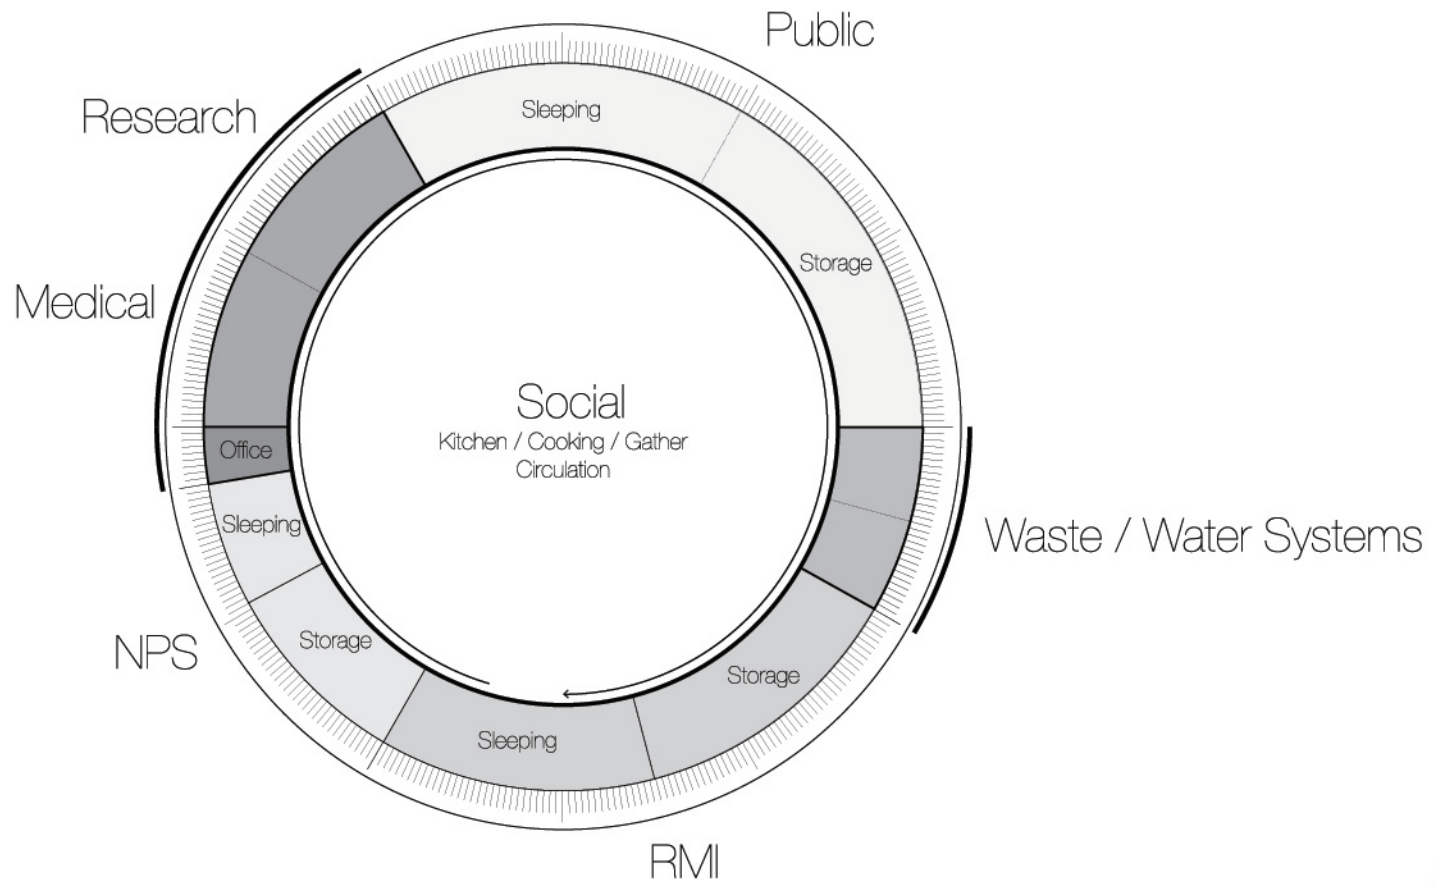 Public
Research
Sleeping
Storage
Medical
Social
Kitchen / Cooking / Gather
Circulation
Office
Sleeping
Waste / Water Systems
Storage
NPS
Storage
Sleeping
RMI